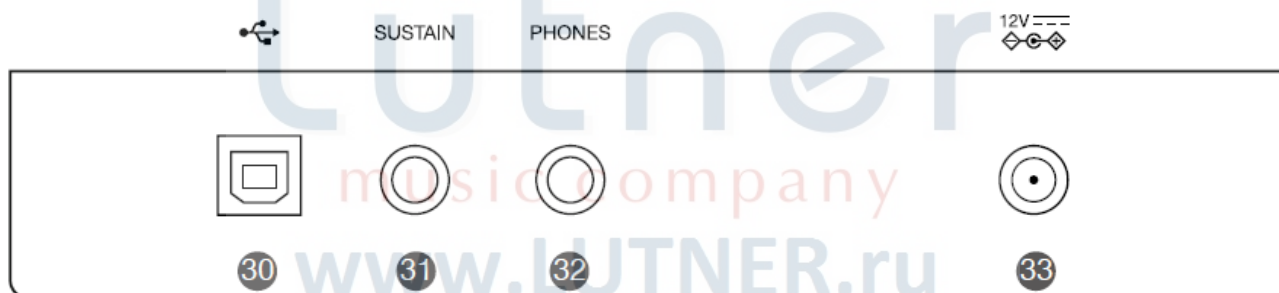 SUSTAIN PHONES 12V
Lutner
music company
30 31 32 33
www.LUTNER.ru